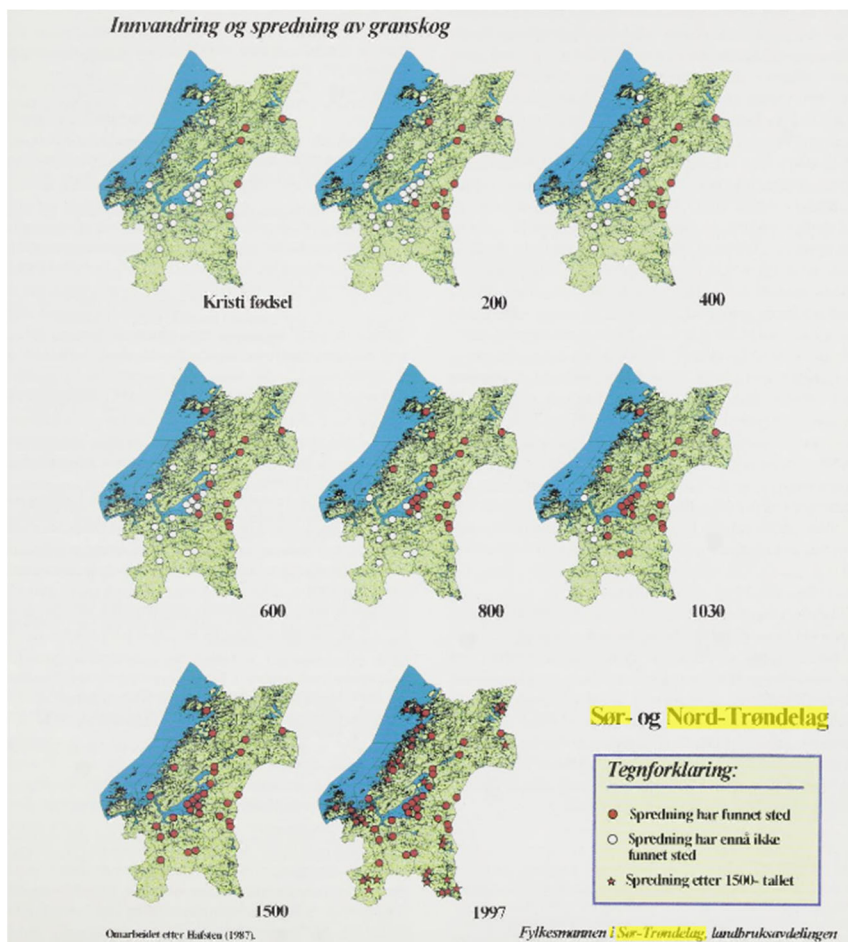 Innvandring og spredning av granskog
Kristi fødsel
200
400
600
800
1030
1500
1997
Sør- og Nord-Trøndelag
Tegnforklaring:
Spredning har funnet sted
Spredning har ennå ikke
funnet sted
Spredning etter 1500- tallet
Omarbeidet etter Hafsten (1987).
Fylkesmannen i Sør-Trøndelag, landbruksavdelingen